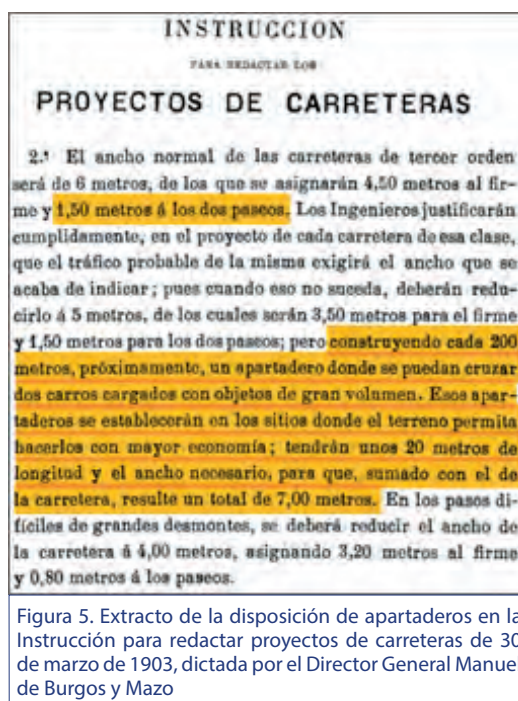 INSTRUCCION
PARA REDACTAR LOS
PROYECTOS DE CARRETERAS
2.ª El ancho normal de las carreteras de tercer orden
será de 6 metros, de los que se asignarán 4,50 metros al fir-
me y 1,50 metros á los dos paseos. Los Ingenieros justificarán
cumplidamente, en el proyecto de cada carretera de esa clase,
que el tráfico probable de la misma exigirá el ancho que se
acaba de indicar; pues cuando eso no suceda, deberán redu-
cirlo á 5 metros, de los cuales serán 3,50 metros para el firme
y 1,50 metros para los dos paseos; pero construyendo cada 200
metros, próximamente, un apartadero donde se puedan cruzar
dos carros cargados con objetos de gran volumen. Esos apar-
taderos se establecerán en los sitios donde el terreno permita
hacerlos con mayor economía; tendrán unos 20 metros de
longitud y el ancho necesario, para que, sumado con el de
la carretera, resulte un total de 7,00 metros. En los pasos di-
fíciles de grandes desmontes, se deberá reducir el ancho de
la carretera á 4,00 metros, asignando 3,20 metros al firme
y 0,80 metros á los paseos.
Figura 5. Extracto de la disposición de apartaderos en la
Instrucción para redactar proyectos de carreteras de 30
de marzo de 1903, dictada por el Director General Manue
de Burgos y Mazo